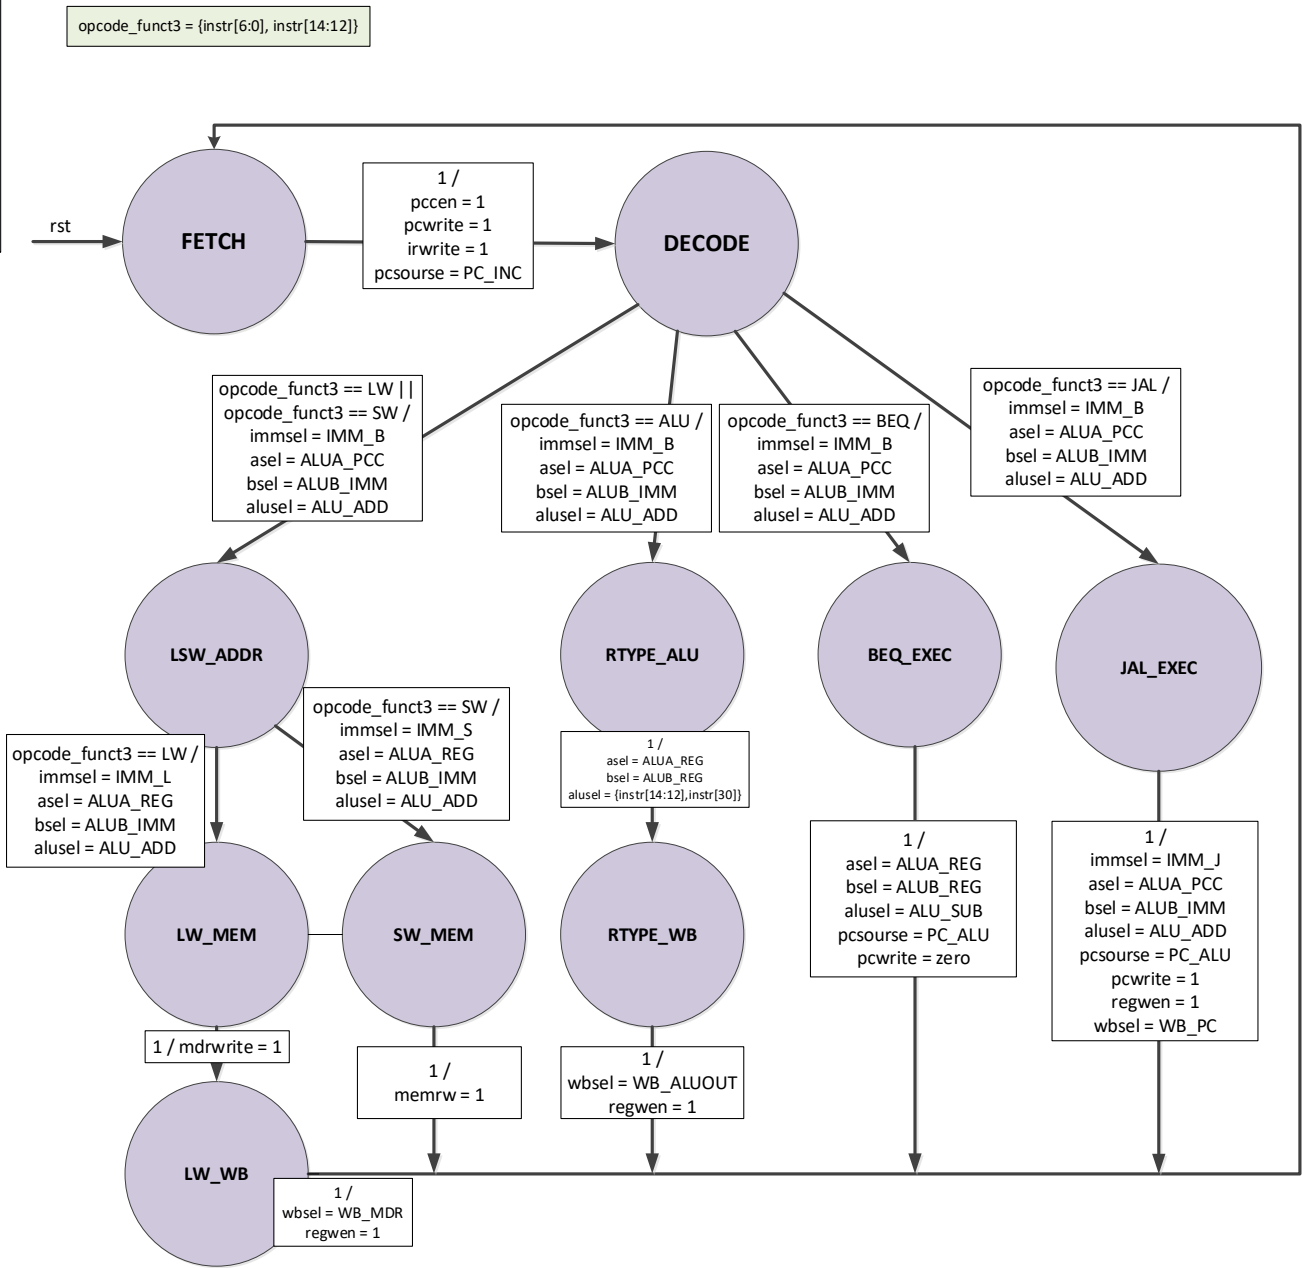 opcode_funct3 = {instr[6:0], instr[14:12]}
rst
FETCH
1 /
pccen = 1
pcwrite = 1
irwrite = 1
pcsourse = PC_INC
DECODE
opcode_funct3 == LW ||
opcode_funct3 == SW /
immsel = IMM_B
asel = ALUA_PCC
bsel = ALUB_IMM
alusel = ALU_ADD
opcode_funct3 == ALU /
immsel = IMM_B
asel = ALUA_PCC
bsel = ALUB_IMM
alusel = ALU_ADD
opcode_funct3 == BEQ /
immsel = IMM_B
asel = ALUA_PCC
bsel = ALUB_IMM
alusel = ALU_ADD
opcode_funct3 == JAL /
immsel = IMM_B
asel = ALUA_PCC
bsel = ALUB_IMM
alusel = ALU_ADD
LSW_ADDR
RTYPE_ALU
BEQ_EXEC
JAL_EXEC
opcode_funct3 == LW /
immsel = IMM_L
asel = ALUA_REG
bsel = ALUB_IMM
alusel = ALU_ADD
opcode_funct3 == SW /
immsel = IMM_S
asel = ALUA_REG
bsel = ALUB_IMM
alusel = ALU_ADD
1 /
asel = ALUA_REG
bsel = ALUB_REG
alusel = {instr[14:12],instr[30]}
1 /
asel = ALUA_REG
bsel = ALUB_REG
alusel = ALU_SUB
pcsourse = PC_ALU
pcwrite = zero
1 /
immsel = IMM_J
asel = ALUA_PCC
bsel = ALUB_IMM
alusel = ALU_ADD
pcsourse = PC_ALU
pcwrite = 1
regwen = 1
wbsel = WB_PC
LW_MEM
SW_MEM
RTYPE_WB
1 / mdrwrite = 1
1 /
memrw = 1
1 /
wbsel = WB_ALUOUT
regwen = 1
LW_WB
1 /
wbsel = WB_MDR
regwen = 1